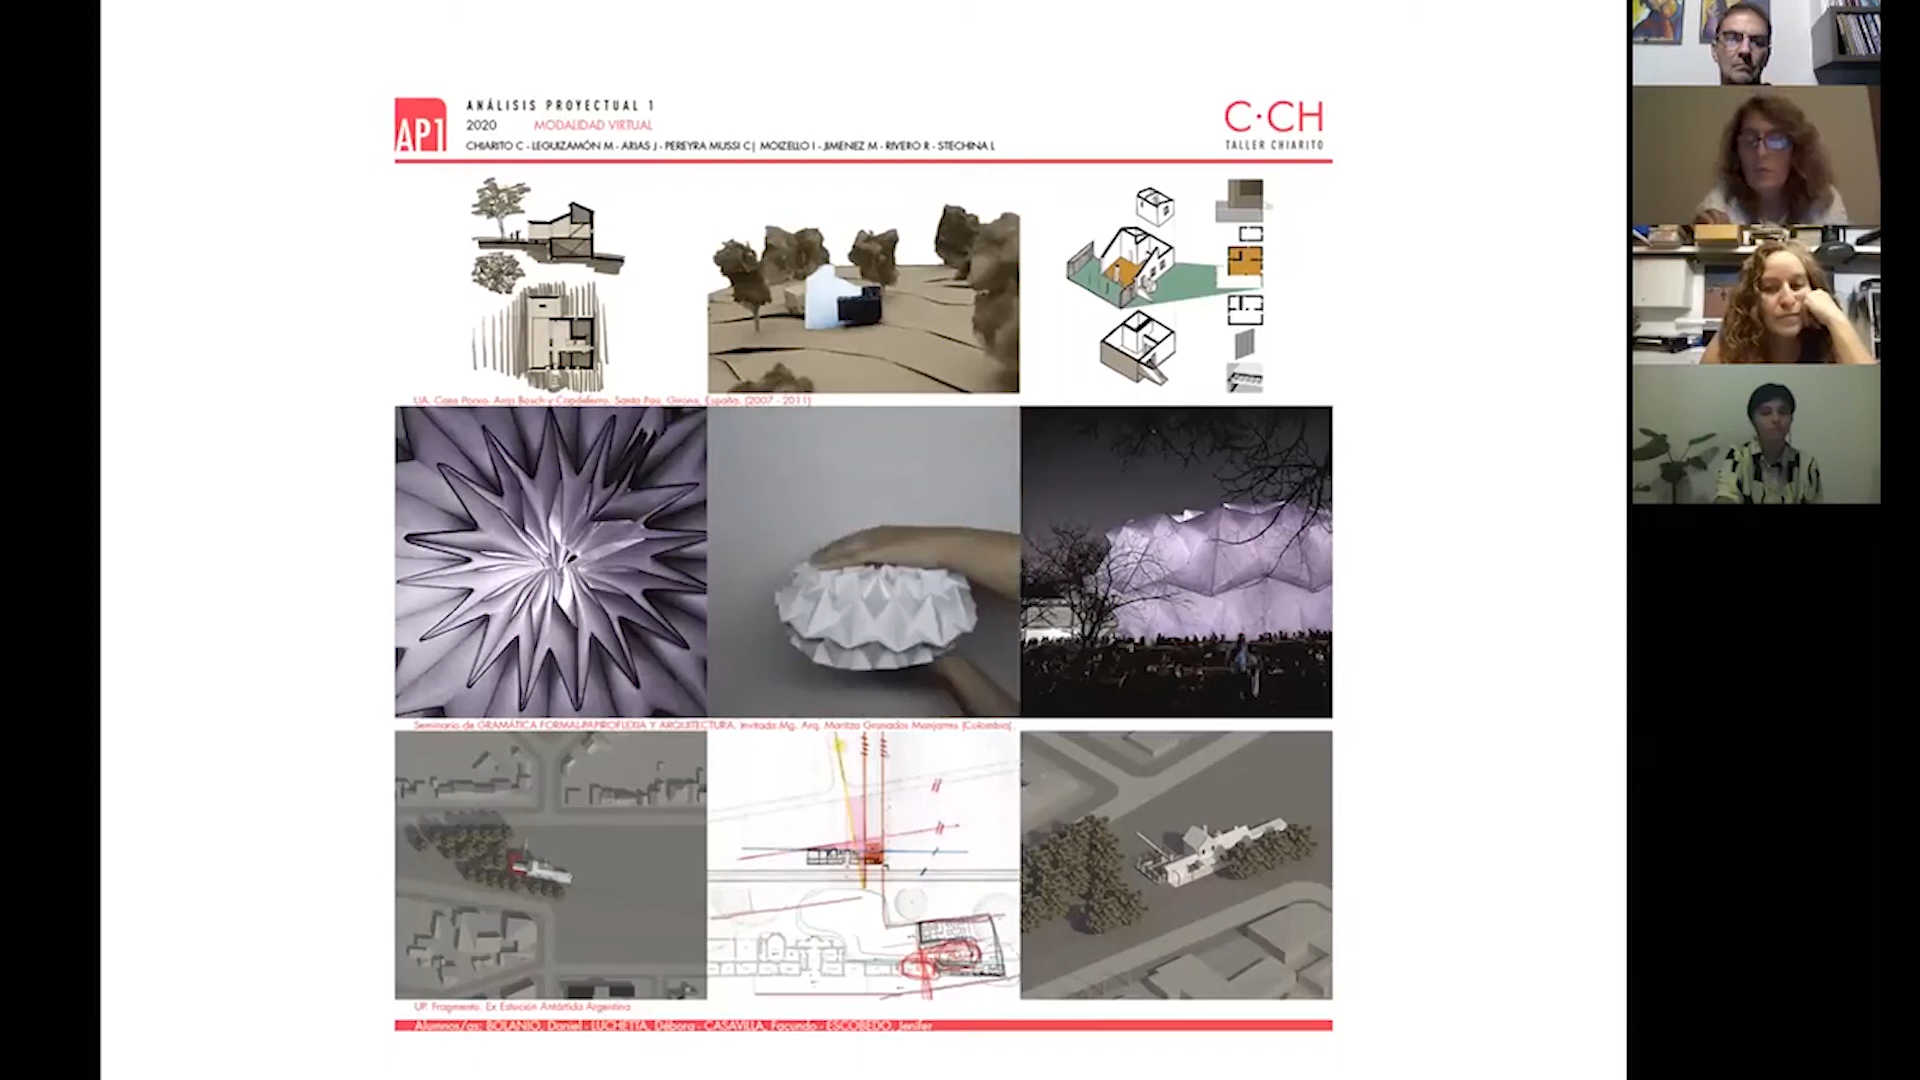 AP1
ANÁLISIS PROYECTUAL 1
2020 MODALIDAD VIRTUAL
CHIARITO C - LEGUIZAMÓN M - ARIAS J - PEREYRA MUSSI C| MOIZELLO I - JIMENEZ M - RIVERO R - STECHINA L
C·CH
TALLER CHIARITO
UA. Casa Porxo. Arqs Bosch y Capdeferro. Santa Pau, Girona, España. (2007 - 2011)
Seminario de GRAMÁTICA FORMAL-PAPIROFLEXIA Y ARQUITECTURA. Invitada Mg. Arq. Maritza Granados Manjarres (Colombia)
UP. Fragmento. Ex Estación Antártida Argentina
Alumnos/as: BOLANIO, Daniel - LUCHETTA, Débora - CASAVILLA, Facundo - ESCOBEDO, Jenifer